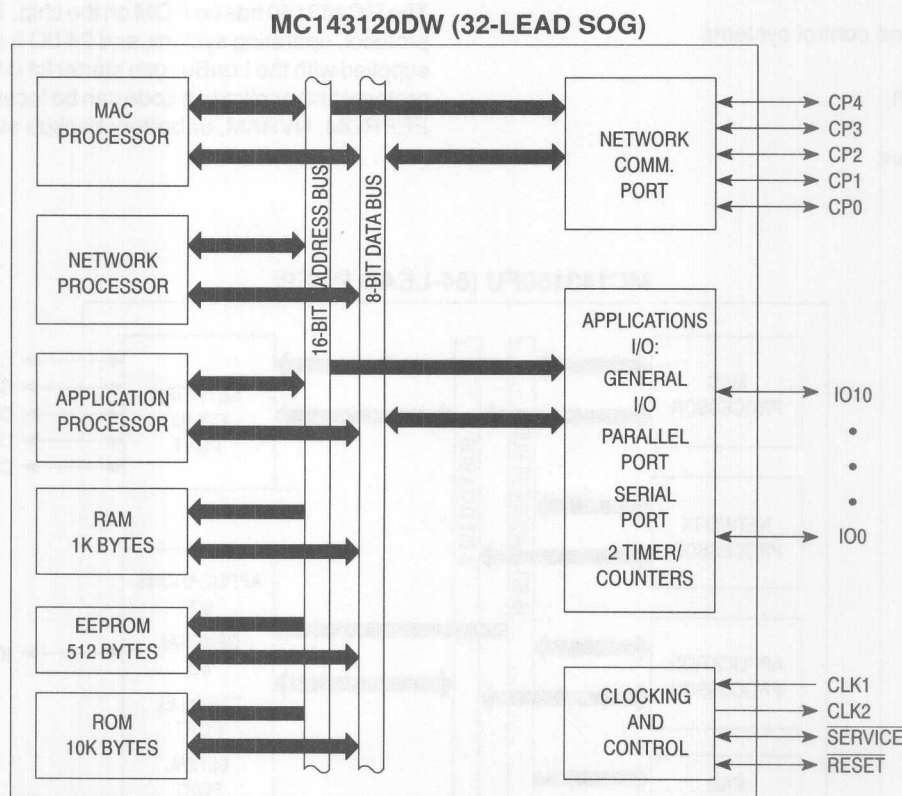 MC143120DW (32-LEAD SOG)
MAC
PROCESSOR
NETWORK
PROCESSOR
APPLICATION
PROCESSOR
RAM
1K BYTES
EEPROM
512 BYTES
ROM
10K BYTES
16-BIT ADDRESS BUS
8-BIT DATA BUS
NETWORK
COMM.
PORT
CP4
CP3
CP2
CP1
CP0
APPLICATIONS
I/O:
GENERAL
I/O
PARALLEL
PORT
SERIAL
PORT
2 TIMER/
COUNTERS
IO10
IO0
CLOCKING
AND
CONTROL
CLK1
CLK2
SERVICE
RESET